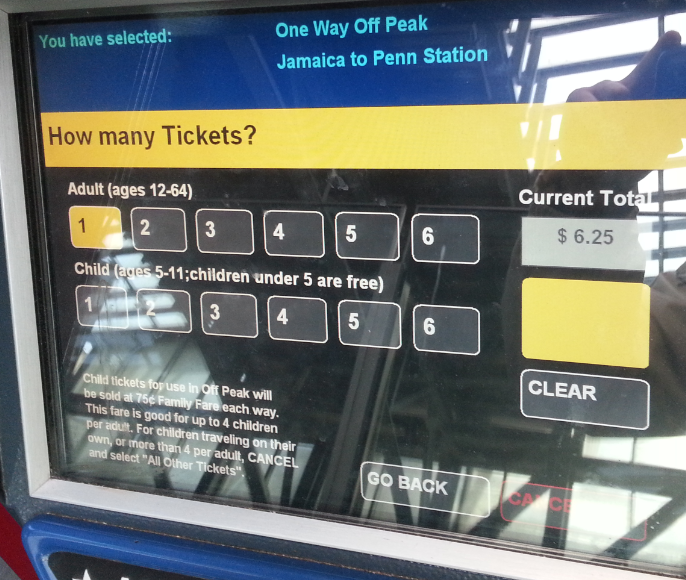 You have selected:
One Way Off Peak
Jamaica to Penn Station
How many Tickets?
Adult (ages 12-64)
1 2 3 4 5 6
Current Total
$ 6.25
Child (ages 5-11;children under 5 are free)
1 2 3 4 5 6
CLEAR
Child tickets for use in Off Peak will
be sold at 75¢ Family Fare each way.
This fare is good for up to 4 children
per adult. For children traveling on their
own, or more than 4 per adult, CANCEL
and select "All Other Tickets".
GO BACK
CANCE